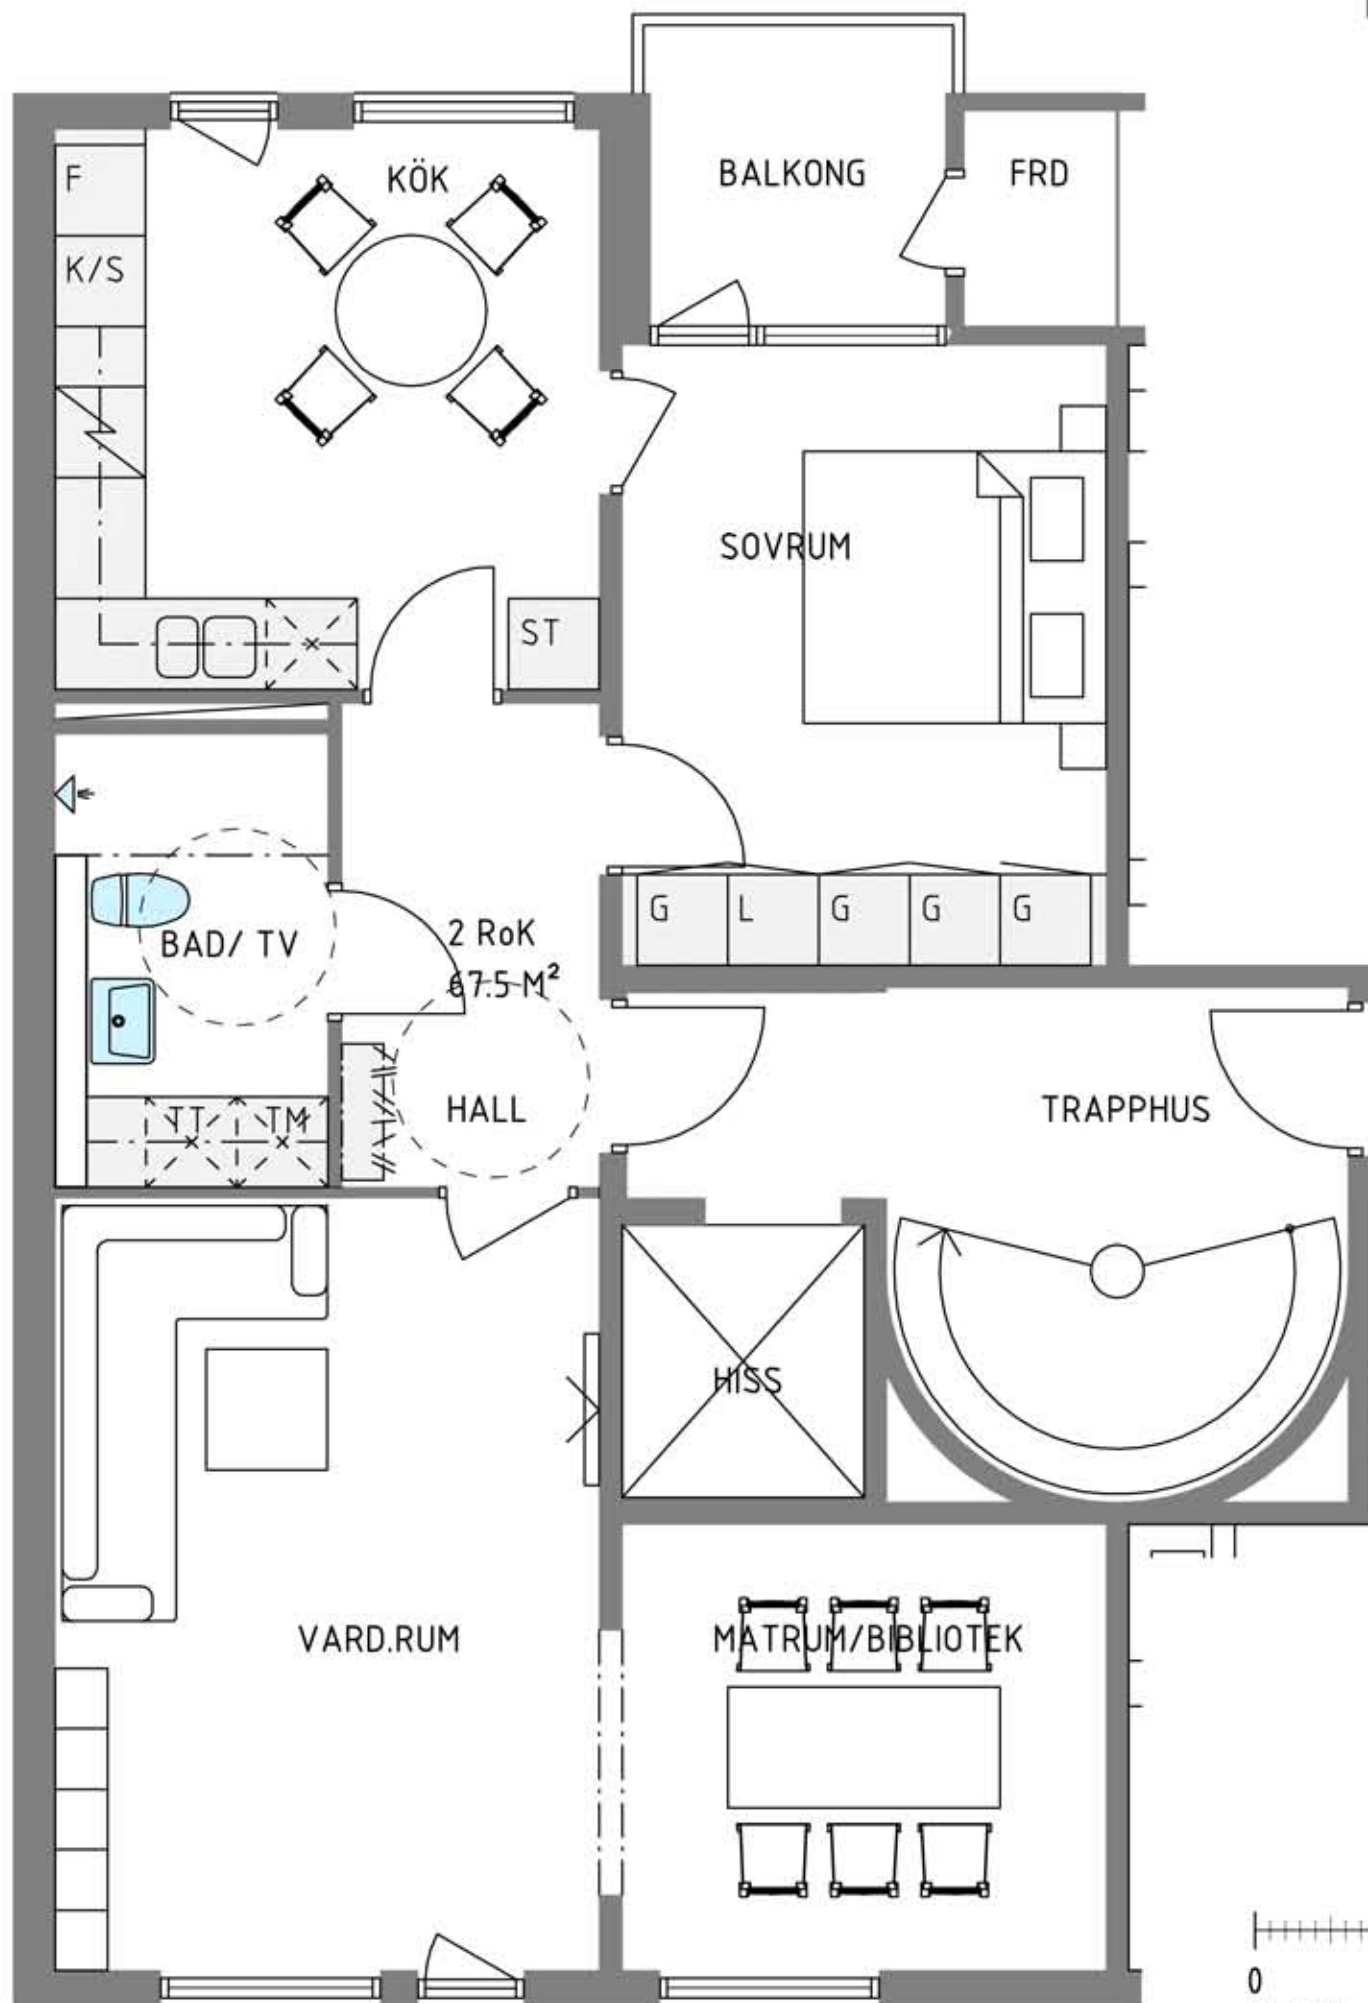 F
KÖK
BALKONG
FRD
K/S
SOVRUM
ST
G
L
G
G
G
2 RoK
67.5 M²
BAD/ TV
TT
TM
HALL
TRAPPHUS
HISS
VARD.RUM
MATRUM/BIBLIOTEK
0